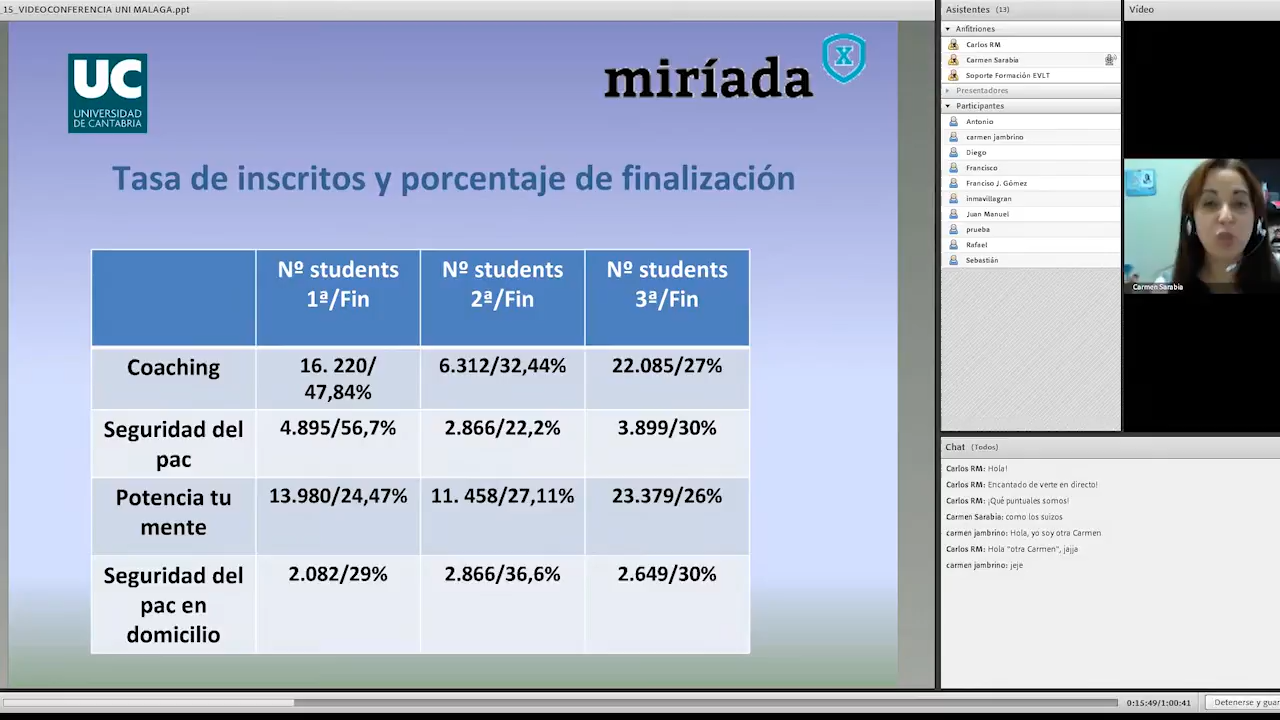 _15_VIDEOCONFERENCIA UNI MALAGA.ppt
UC
UNIVERSIDAD
DE CANTABRIA
miríada
X
Tasa de inscritos y porcentaje de finalización
Nº students
1ª/Fin
Nº students
2ª/Fin
Nº students
3ª/Fin
Coaching
16. 220/
47,84%
6.312/32,44%
22.085/27%
Seguridad del
pac
4.895/56,7%
2.866/22,2%
3.899/30%
Potencia tu
mente
13.980/24,47%
11. 458/27,11%
23.379/26%
Seguridad del
pac en
domicilio
2.082/29%
2.866/36,6%
2.649/30%
Asistentes (13)
Anfitriones
Carlos RM
Carmen Sarabia
Soporte Formación EVLT
Presentadores
Participantes
Antonio
carmen jambrino
Diego
Francisco
Franciso J. Gómez
inmavillagran
Juan Manuel
prueba
Rafael
Sebastián
Vídeo
Carmen Sarabia
Chat (Todos)
Carlos RM: Hola!
Carlos RM: Encantado de verte en directo!
Carlos RM: ¡Qué puntuales somos!
Carmen Sarabia: como los suizos
carmen jambrino: Hola, yo soy otra Carmen
Carlos RM: Hola "otra Carmen", jajja
carmen jambrino: jeje
0:15:49/1:00:41
Detenerse y guar